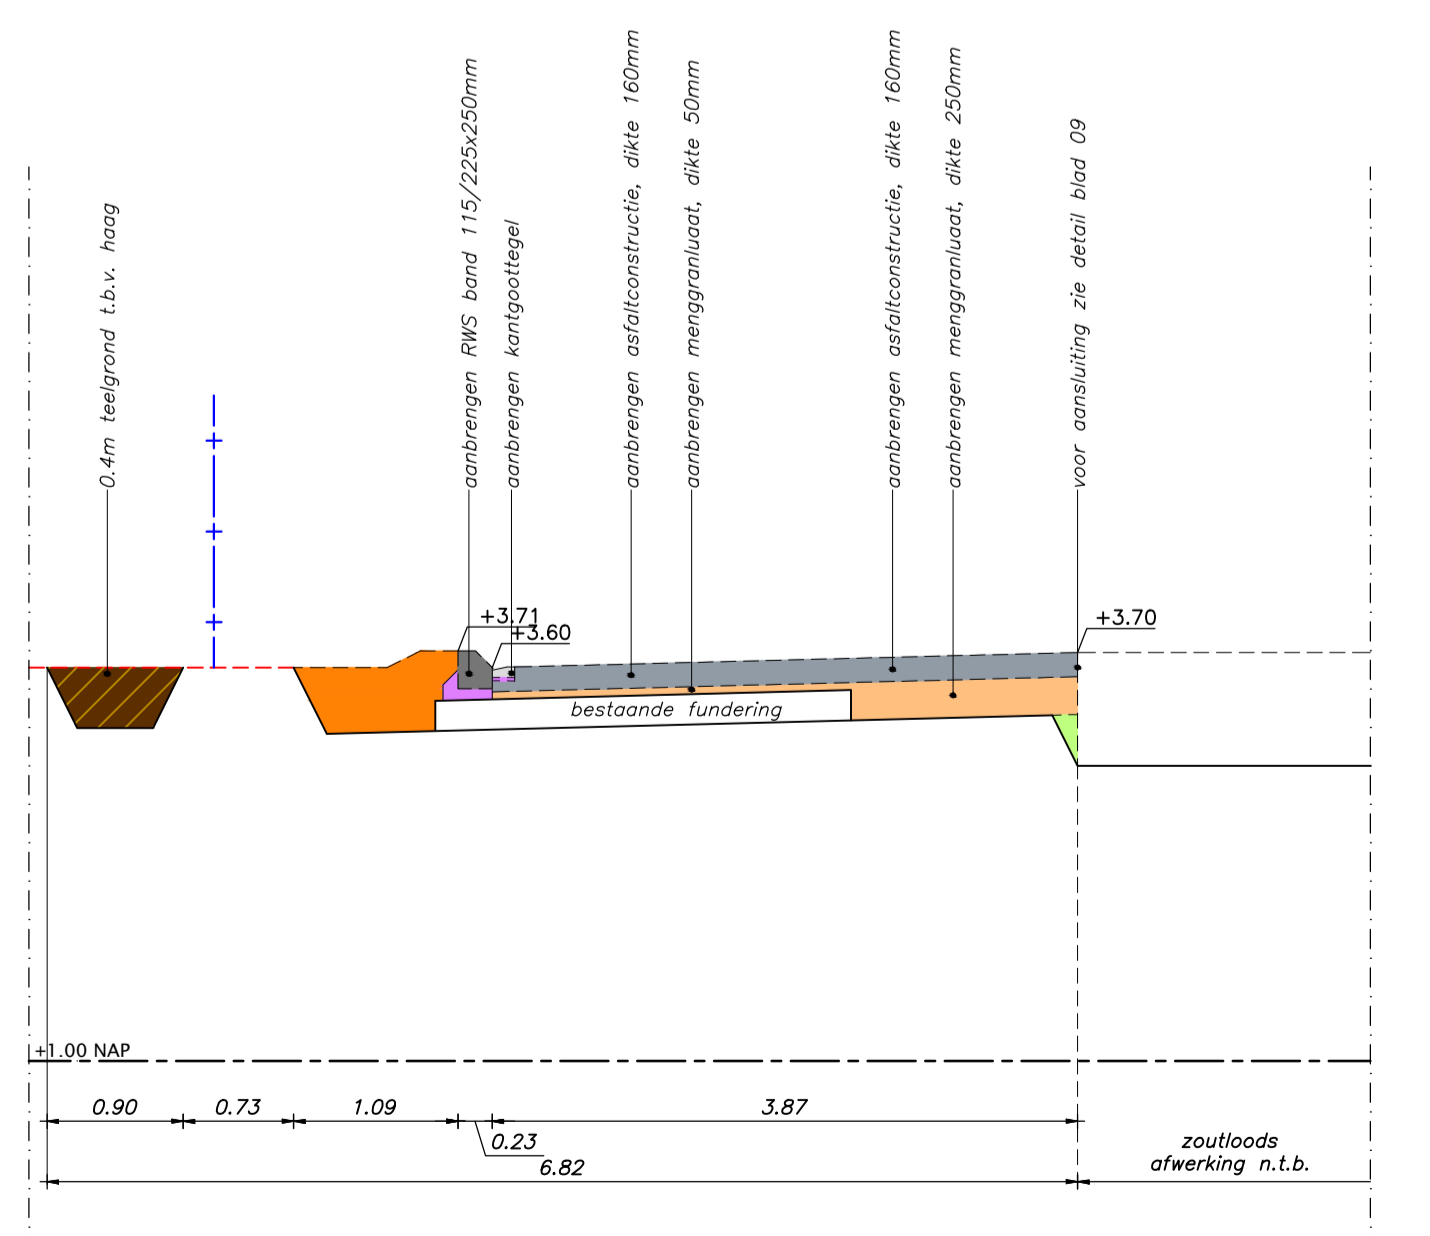 0.4m teelgrond t.b.v. haag
aanbrengen RWS band 115/225x250mm
aanbrengen kantgoottegel
aanbrengen asfaltconstructie, dikte 160mm
aanbrengen menggranluaat, dikte 50mm
aanbrengen asfaltconstructie, dikte 160mm
aanbrengen menggranluaat, dikte 250mm
voor aansluiting zie detail blad 09
+3.71
+3.60
+3.70
bestaande fundering
+1.00 NAP
0.90
0.73
1.09
3.87
0.23
6.82
zoutloods
afwerking n.t.b.